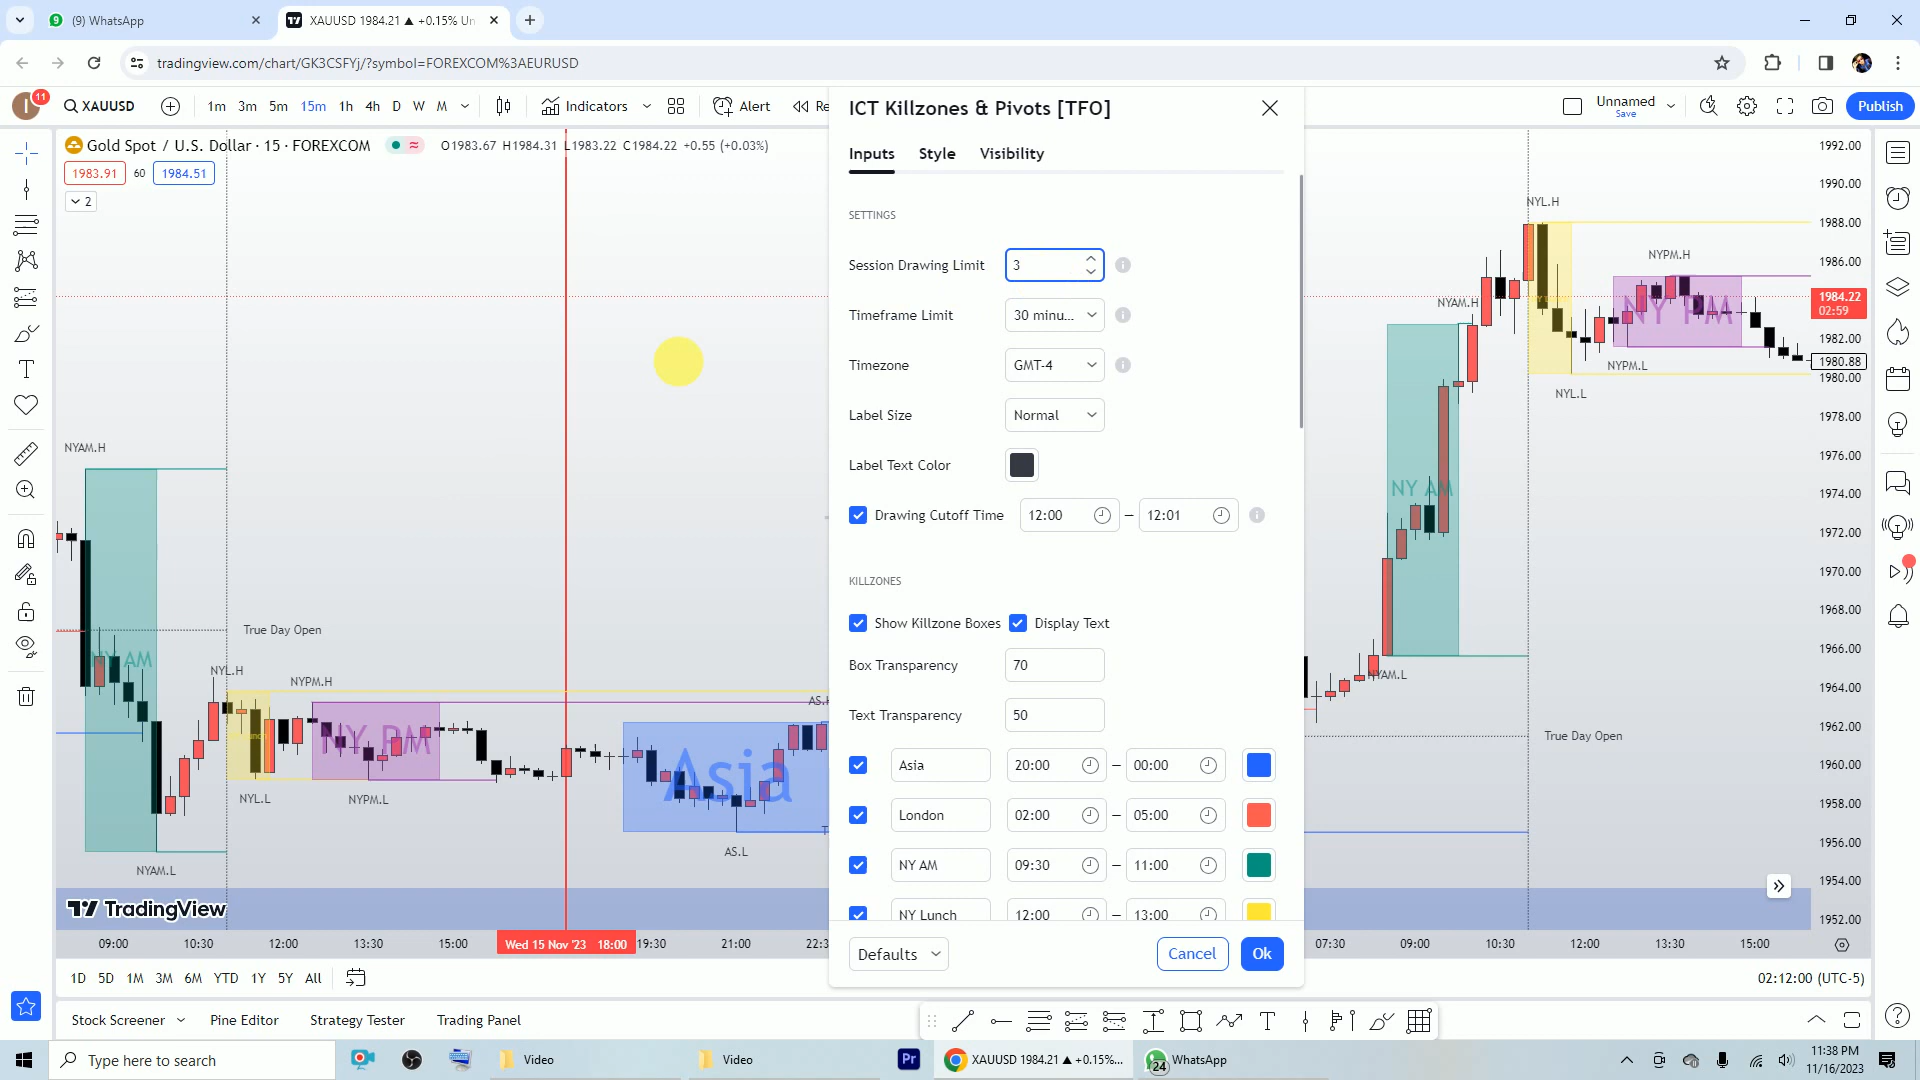 (9) WhatsApp
XAUUSD 1984.21 ▲ +0.15% Un
tradingview.com/chart/GK3CSFYj/?symbol=FOREXCOM%3AEURUSD
11
XAUUSD
1m 3m 5m 15m 1h 4h D W M
Indicators
Alert
Re
Unnamed
Save
Publish
Gold Spot / U.S. Dollar · 15 · FOREXCOM
O1983.67 H1984.31 L1983.22 C1984.22 +0.55 (+0.03%)
1983.91 60 1984.51
2
ICT Killzones & Pivots [TFO]
Inputs Style Visibility
SETTINGS
Session Drawing Limit 3
Timeframe Limit 30 minu...
Timezone GMT-4
Label Size Normal
Label Text Color
Drawing Cutoff Time 12:00 – 12:01
KILLZONES
Show Killzone Boxes Display Text
Box Transparency 70
Text Transparency 50
Asia 20:00 – 00:00
London 02:00 – 05:00
NY AM 09:30 – 11:00
NY Lunch 12:00 – 13:00
Defaults Cancel Ok
NYAM.H
NY AM
NYAM.L
True Day Open
NYL.H
NYPM.H
NY PM
NYL.L
NYPM.L
Asia
AS.L
NYAM.H
NY AM
NYAM.L
NYL.H
NYPM.H
NY PM
NYPM.L
NYL.L
True Day Open
1992.00
1990.00
1988.00
1986.00
1984.22
02:59
1982.00
1980.88
1980.00
1978.00
1976.00
1974.00
1972.00
1970.00
1968.00
1966.00
1964.00
1962.00
1960.00
1958.00
1956.00
1954.00
1952.00
TradingView
09:00 10:30 12:00 13:30 15:00 Wed 15 Nov '23 18:00 19:30 21:00 22:3 07:30 09:00 10:30 12:00 13:30 15:00
1D 5D 1M 3M 6M YTD 1Y 5Y All
02:12:00 (UTC-5)
Stock Screener Pine Editor Strategy Tester Trading Panel
Type here to search
Video
Video
Pr
XAUUSD 1984.21 ▲ +0.15%...
24
WhatsApp
11:38 PM
11/16/2023